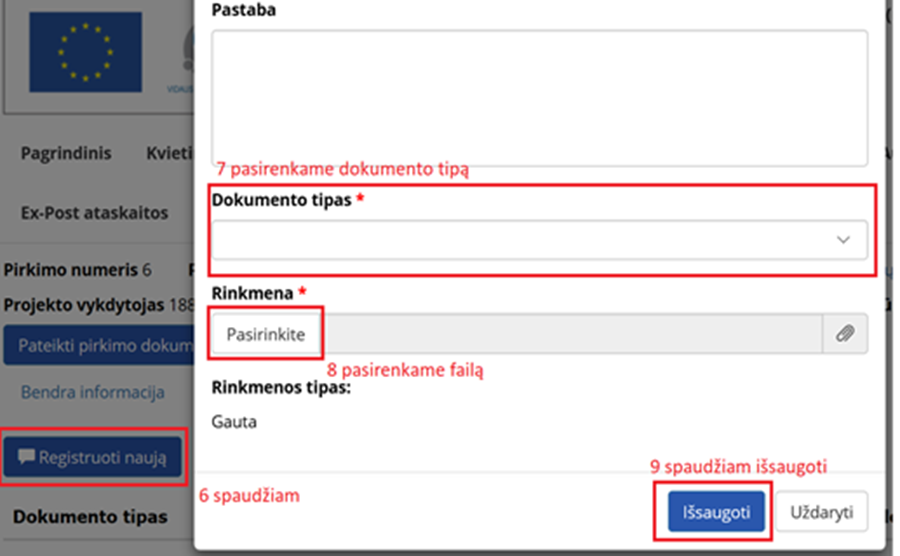 Pastaba
VIDAUS
Pagrindinis
Kvieti
7 pasirenkame dokumento tipą
Ex-Post ataskaitos
Dokumento tipas *
Pirkimo numeris 6
Rinkmena *
Projekto vykdytojas 188
Pateikti pirkimo dokum
Pasirinkite
8 pasirenkame failą
Bendra informacija
Rinkmenos tipas:
Gauta
Registruoti naują
9 spaudžiam išsaugoti
6 spaudžiam
Dokumento tipas
Išsaugoti
Uždaryti